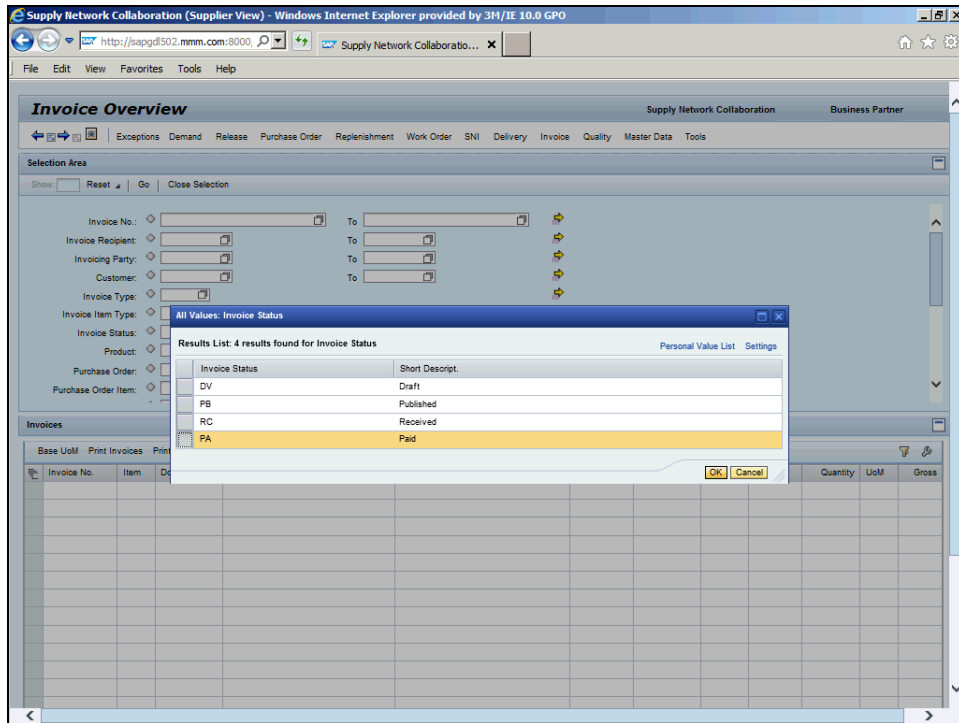 Supply Network Collaboration (Supplier View) - Windows Internet Explorer provided by 3M/IE 10.0 GPO
http://sapgdl502.mmm.com:8000, Supply Network Collaboratio... X
File Edit View Favorites Tools Help
Invoice Overview Supply Network Collaboration Business Partner
Exceptions Demand Release Purchase Order Replenishment Work Order SNI Delivery Invoice Quality Master Data Tools
Selection Area
Show: Reset Go Close Selection
Invoice No.: To
Invoice Recipient: To
Invoicing Party: To
Customer: To
Invoice Type:
Invoice Item Type:
Invoice Status:
Product:
Purchase Order:
Purchase Order Item:
All Values: Invoice Status
Results List: 4 results found for Invoice Status Personal Value List Settings
Invoice Status Short Descript.
DV Draft
PB Published
RC Received
PA Paid
OK Cancel
Invoices
Base UoM Print Invoices Prin
Invoice No. Item Do Quantity UoM Gross